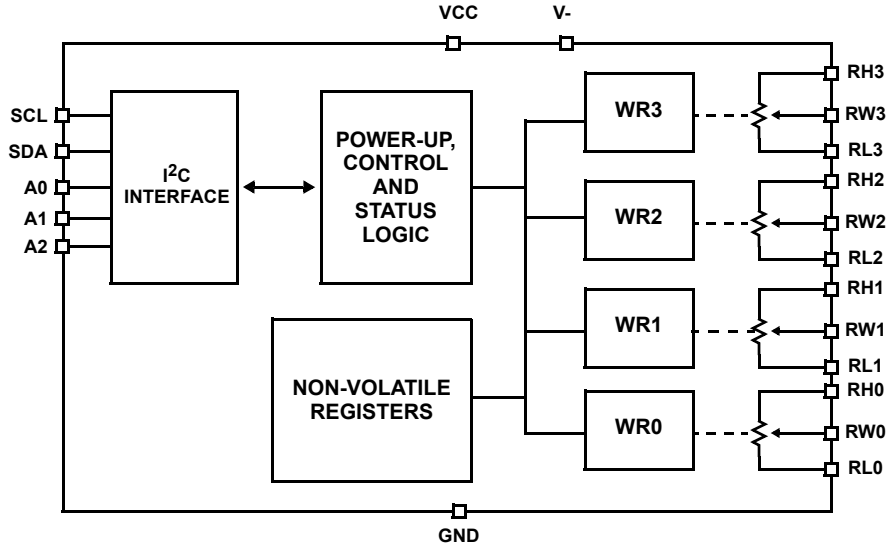 VCC
V-
SCL
SDA
A0
A1
A2
I²C
INTERFACE
POWER-UP,
CONTROL
AND
STATUS
LOGIC
NON-VOLATILE
REGISTERS
WR3
WR2
WR1
WR0
RH3
RW3
RL3
RH2
RW2
RL2
RH1
RW1
RL1
RH0
RW0
RL0
GND